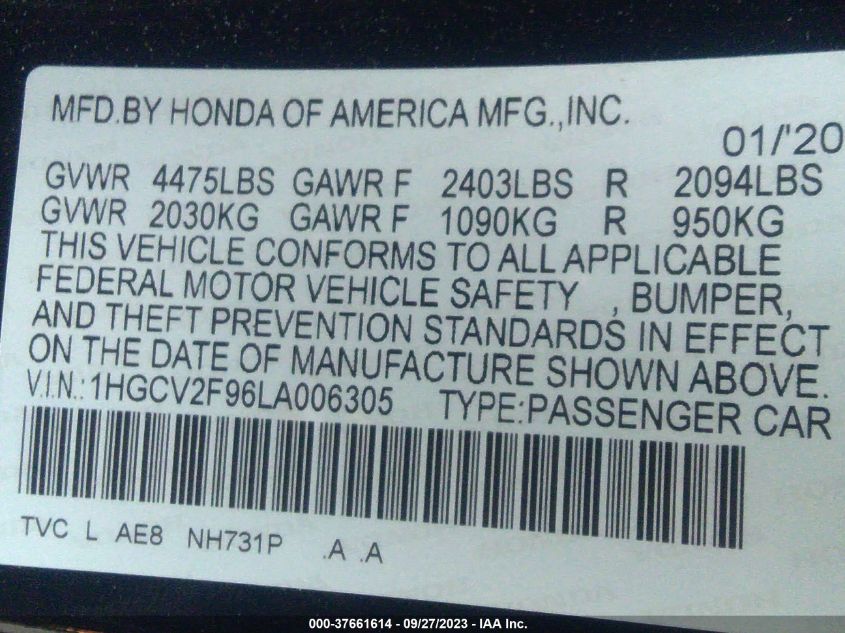 MFD.BY HONDA OF AMERICA MFG.,INC.
01/'20
GVWR 4475LBS GAWR F 2403LBS R 2094LBS
GVWR 2030KG GAWR F 1090KG R 950KG
THIS VEHICLE CONFORMS TO ALL APPLICABLE
FEDERAL MOTOR VEHICLE SAFETY , BUMPER,
AND THEFT PREVENTION STANDARDS IN EFFECT
ON THE DATE OF MANUFACTURE SHOWN ABOVE.
V.I.N.:1HGCV2F96LA006305 TYPE:PASSENGER CAR
TVC L AE8 NH731P .A .A
000-37661614 - 09/27/2023 - IAA Inc.